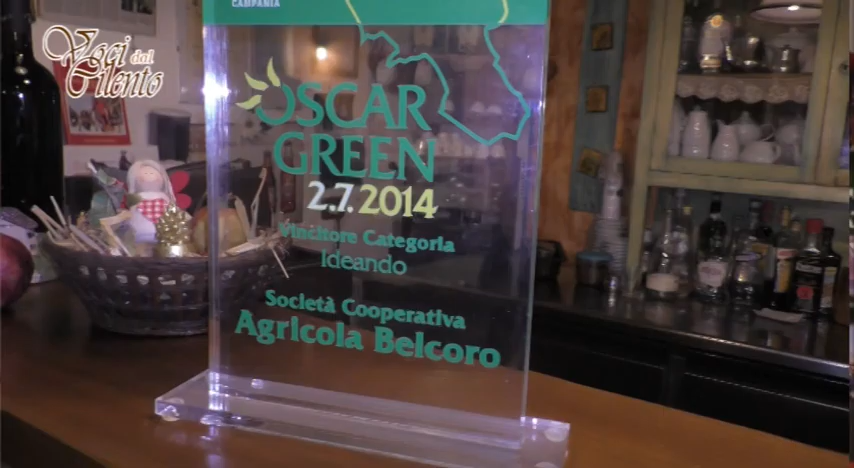 CAMPANIA
Voci dal
Cilento
OSCAR
GREEN
2.7.2014
Vincitore Categoria
Ideando
Società Cooperativa
Agricola Belcoro